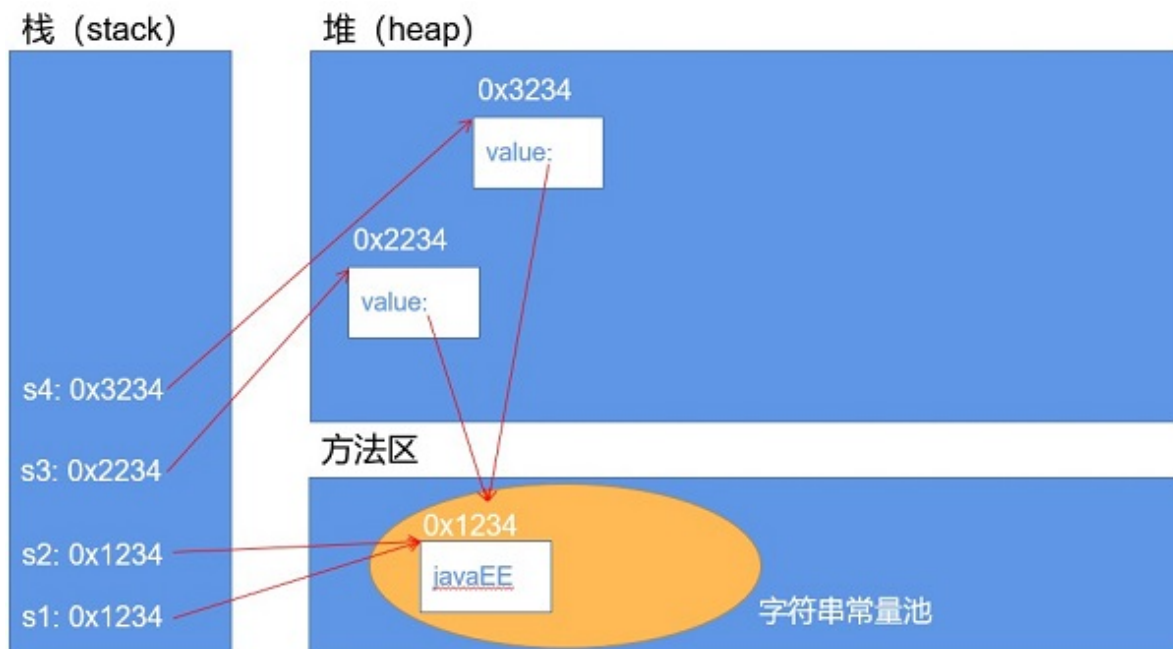 栈（stack）
堆（heap）
0x3234
value:
0x2234
value:
s4: 0x3234
s3: 0x2234
s2: 0x1234
s1: 0x1234
方法区
0x1234
javaEE
字符串常量池